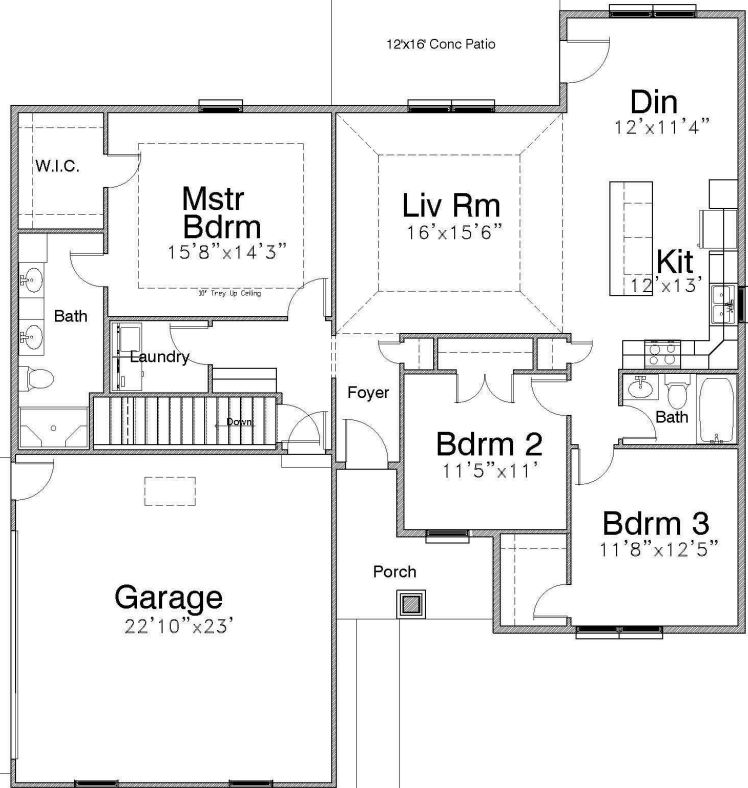 12'x16' Conc Patio
Din
12'x11'4"
W.I.C.
Mstr
Bdrm
15'8"x14'3"
10" Trey Up Ceiling
Liv Rm
16'x15'6"
Kit
12'x13'
Bath
Laundry
Foyer
Down
Bdrm 2
11'5"x11'
Bath
Bdrm 3
11'8"x12'5"
Porch
Garage
22'10"x23'